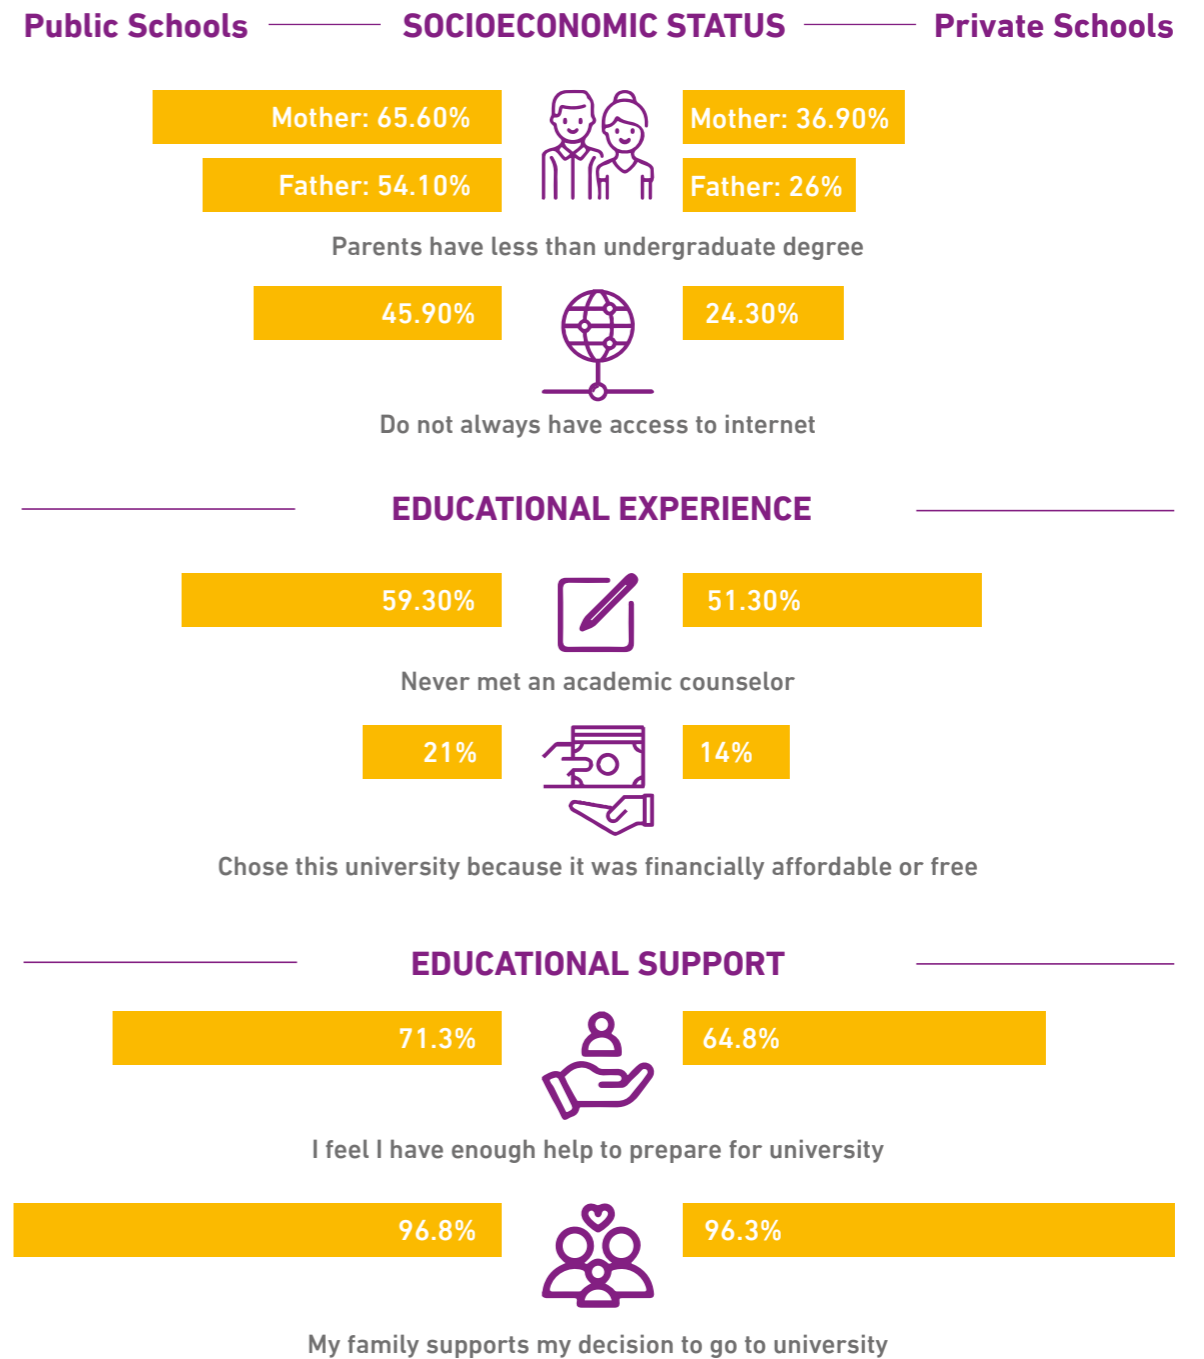 Public Schools
SOCIOECONOMIC STATUS
Private Schools
Mother: 65.60%
Mother: 36.90%
Father: 54.10%
Father: 26%
Parents have less than undergraduate degree
45.90%
24.30%
Do not always have access to internet
EDUCATIONAL EXPERIENCE
59.30%
51.30%
Never met an academic counselor
21%
14%
Chose this university because it was financially affordable or free
EDUCATIONAL SUPPORT
71.3%
64.8%
I feel I have enough help to prepare for university
96.8%
96.3%
My family supports my decision to go to university